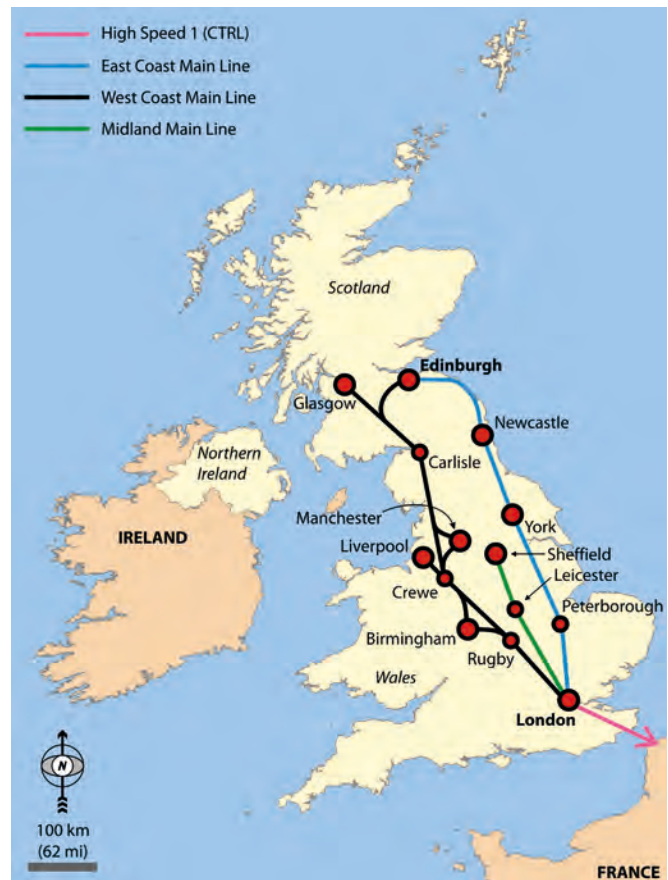 High Speed 1 (CTRL)
East Coast Main Line
West Coast Main Line
Midland Main Line
Scotland
Edinburgh
Glasgow
Newcastle
Northern
Ireland
Carlisle
Manchester
York
IRELAND
Liverpool
Sheffield
Leicester
Crewe
Peterborough
Birmingham
Rugby
Wales
London
N
100 km
(62 mi)
FRANCE